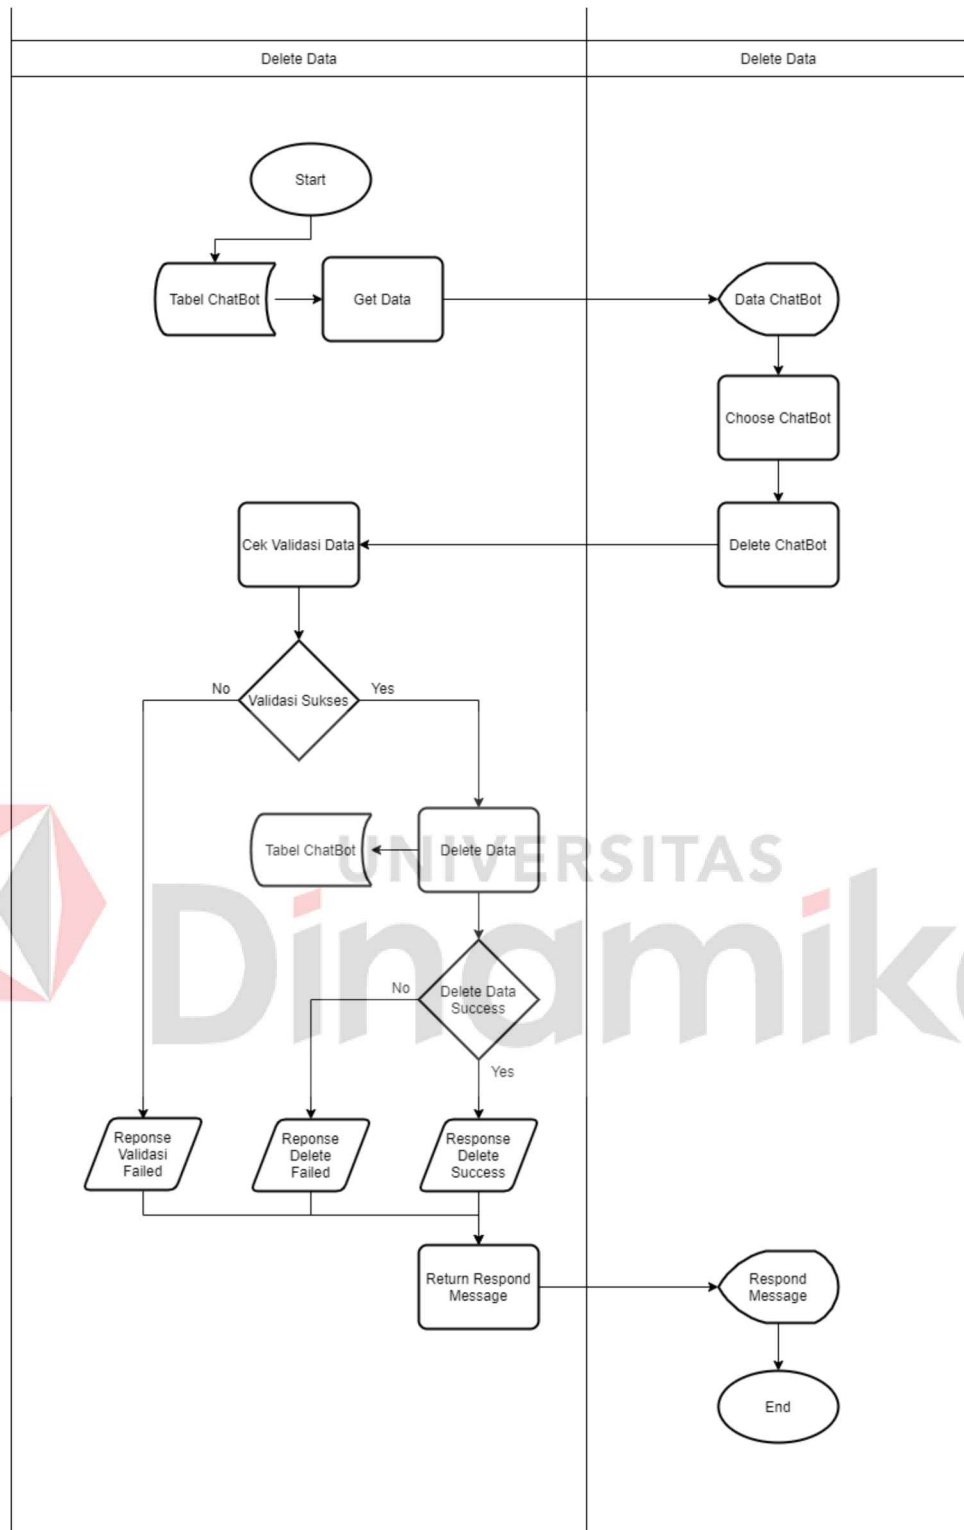 Delete Data
Delete Data
Start
Tabel ChatBot
Get Data
Data ChatBot
Choose ChatBot
Cek Validasi Data
Delete ChatBot
No
Validasi Sukses
Yes
Tabel ChatBot
Delete Data
UNIVERSITAS
Dinamika
No
Delete Data
Success
Yes
Reponse
Validasi
Failed
Reponse
Delete
Failed
Response
Delete
Success
Return Respond
Message
Respond
Message
End